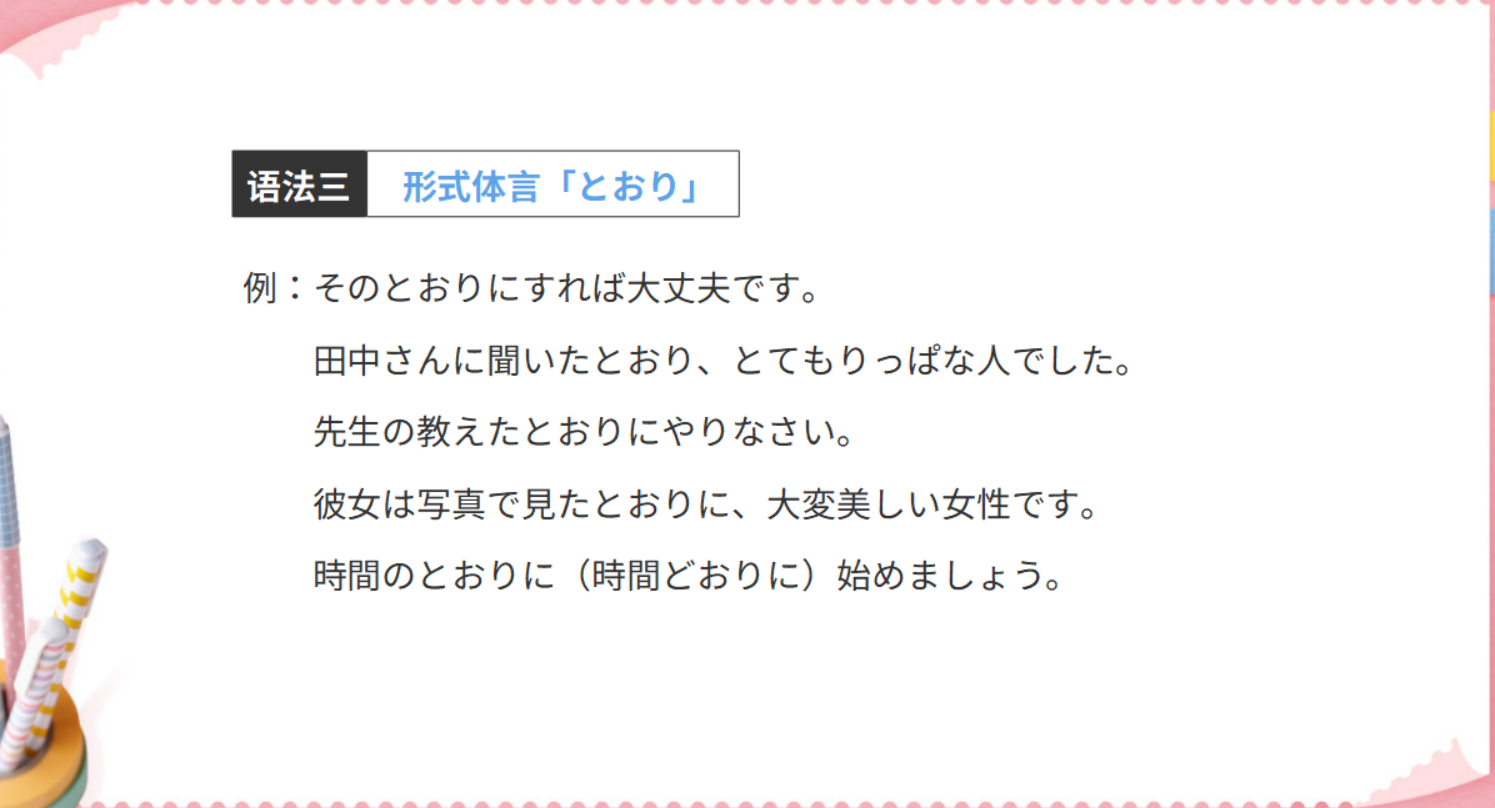 语法三 形式体言「とおり」
例：そのとおりにすれば大丈夫です。
田中さんに聞いたとおり、とてもりっぱな人でした。
先生の教えたとおりにやりなさい。
彼女は写真で見たとおりに、大変美しい女性です。
時間のとおりに（時間どおりに）始めましょう。